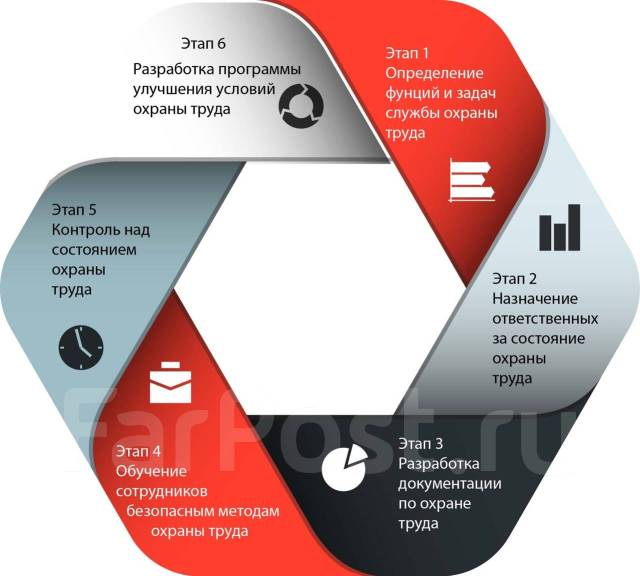 Этап 1
Определение
фунций и задач
службы охраны
труда
Этап 2
Назначение
ответственных
за состояние
охраны
труда
Этап 3
Разработка
документации
по охране
труда
Этап 4
Обучение
сотрудников
безопасным методам
охраны труда
Этап 5
Контроль над
состоянием
охраны
труда
Этап 6
Разработка программы
улучшения условий
охраны труда
FarPost.ru